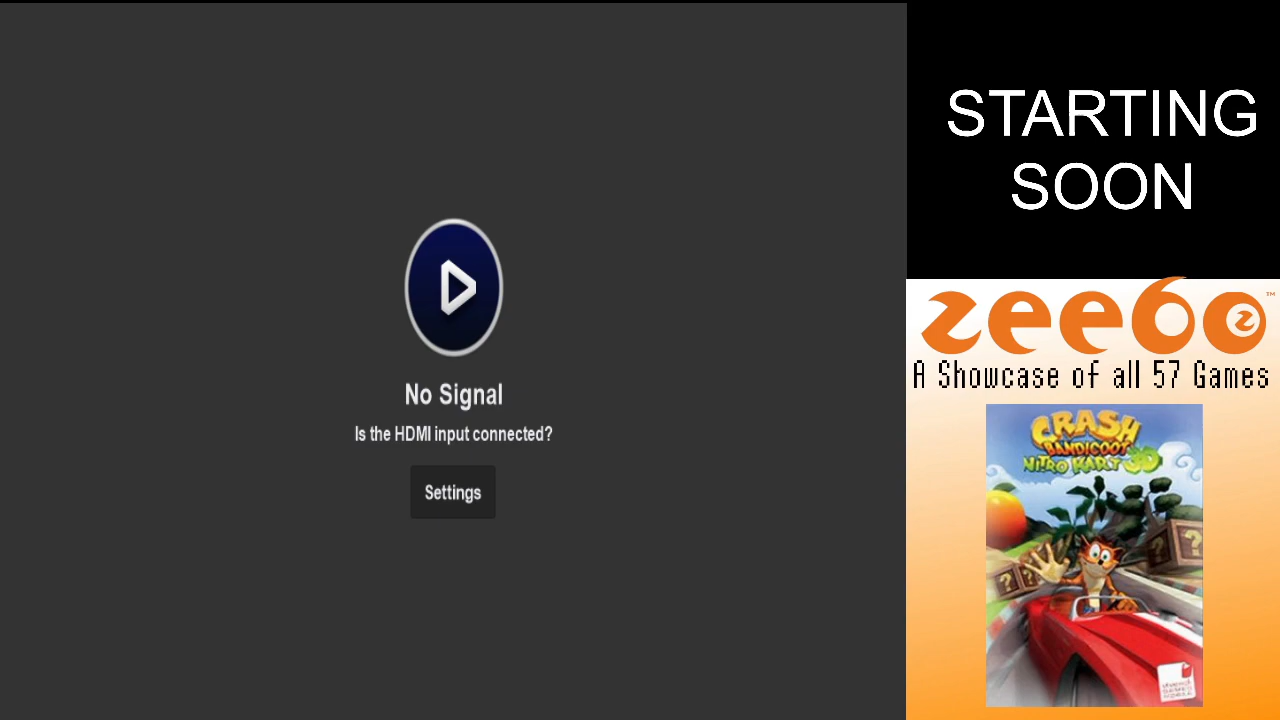 No Signal
Is the HDMI input connected?
Settings
STARTING
SOON
zeebo™
A Showcase of all 57 Games
CRASH
BANDICOOT
NITRO KART 3D